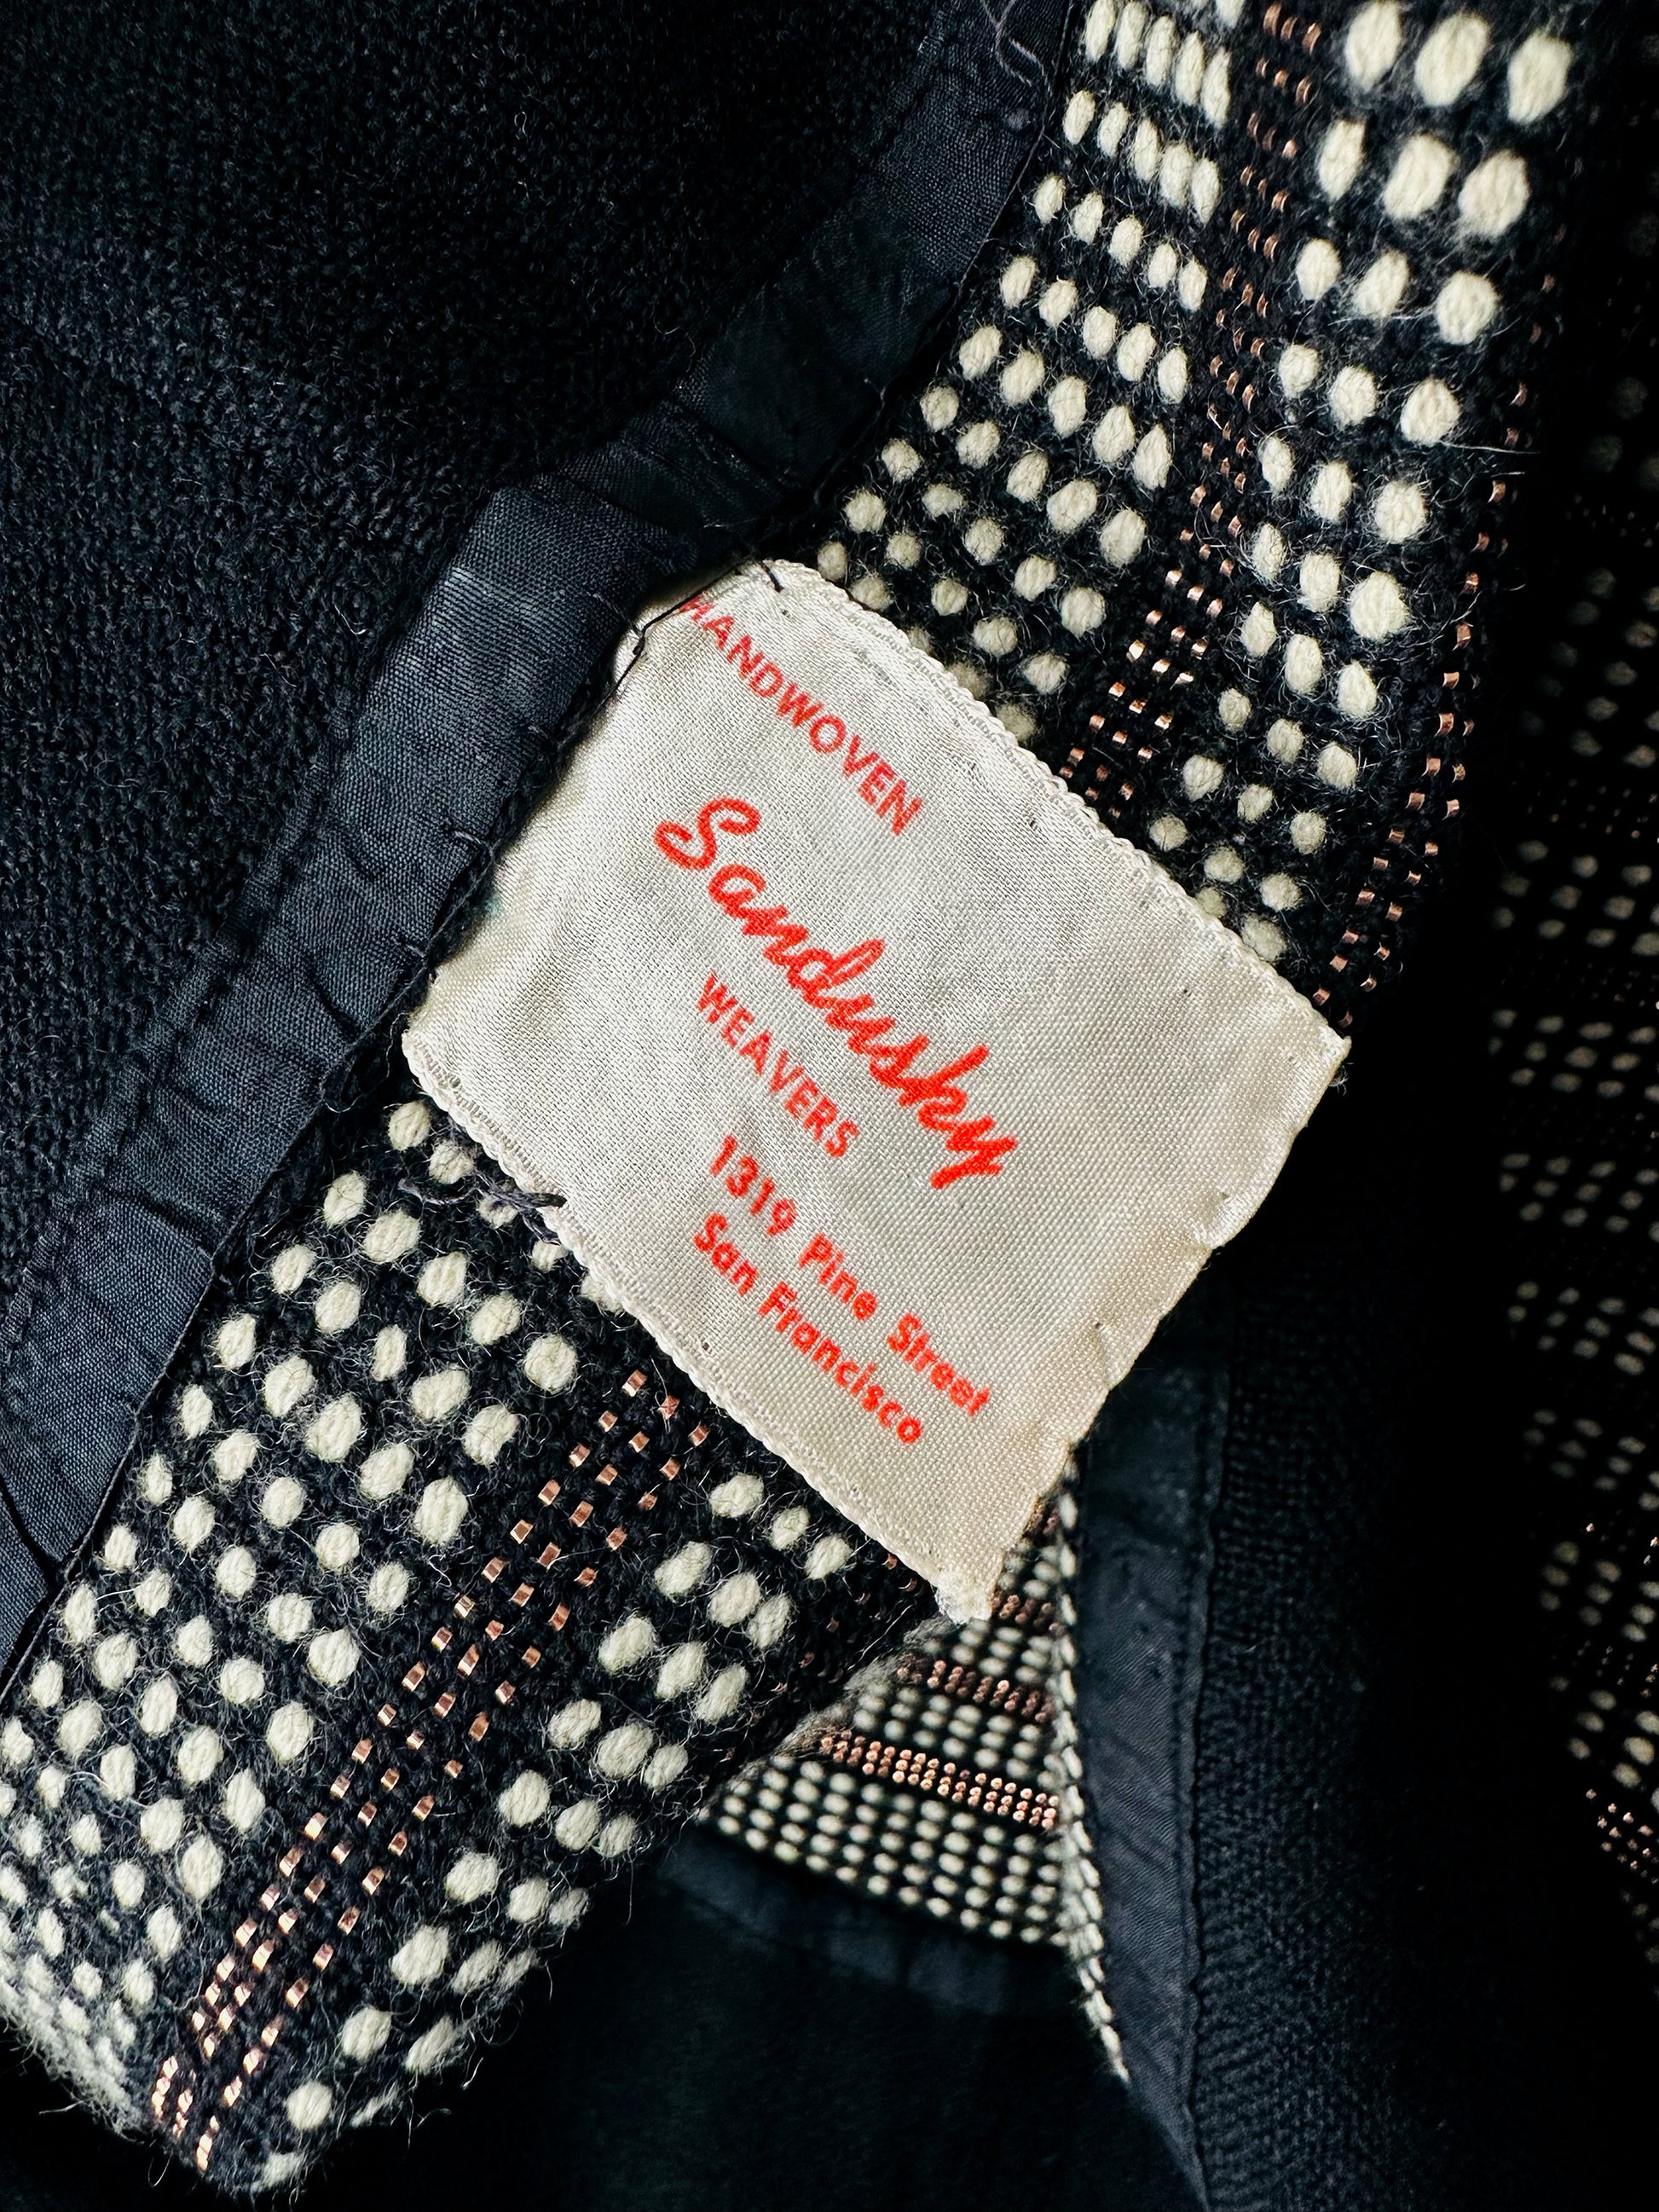 HANDWOVEN
Sandusky
WEAVERS
1319 Pine Street
San Francisco